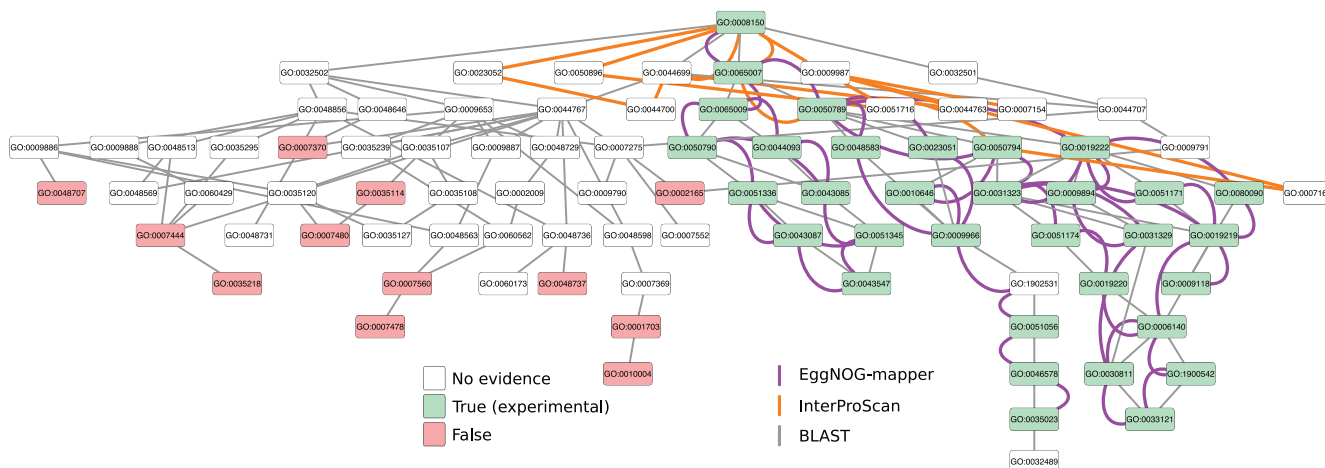 GO:0008150
GO:0032502 GO:0023052 GO:0050896 GO:0044699 GO:0065007 GO:0009987 GO:0032501
GO:0048856 GO:0048646 GO:0009653 GO:0044767 GO:0044700 GO:0065009 GO:0050789 GO:0051716 GO:0044763 GO:0007154 GO:0044707
GO:0009886 GO:0009888 GO:0048513 GO:0035295 GO:0007370 GO:0035239 GO:0035107 GO:0009887 GO:0048729 GO:0007275 GO:0050790 GO:0044093 GO:0048583 GO:0023051 GO:0050794 GO:0019222 GO:0009791
GO:0048707 GO:0048569 GO:0060429 GO:0035120 GO:0035114 GO:0035108 GO:0002009 GO:0009790 GO:0002165 GO:0051336 GO:0043085 GO:0010646 GO:0031323 GO:0009894 GO:0051171 GO:0080090 GO:000716
GO:0007444 GO:0048731 GO:0007480 GO:0035127 GO:0048563 GO:0060562 GO:0048736 GO:0048598 GO:0007552 GO:0043087 GO:0051345 GO:0009966 GO:0051174 GO:0031329 GO:0019219
GO:0035218 GO:0007560 GO:0060173 GO:0048737 GO:0007369 GO:0043547 GO:1902531 GO:0019220 GO:0009118
GO:0007478 GO:0001703 GO:0051056 GO:0006140
GO:0010004 GO:0046578 GO:0030811 GO:1900542
GO:0035023 GO:0033121
GO:0032489
No evidence
True (experimental)
False
EggNOG-mapper
InterProScan
BLAST